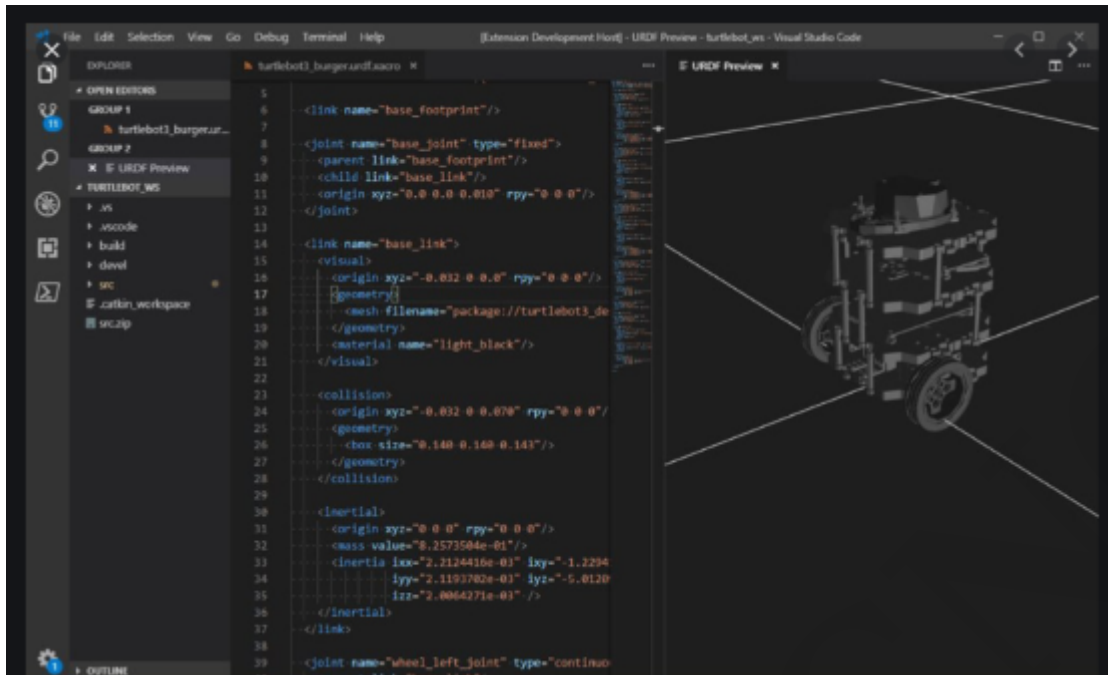 File Edit Selection View Go Debug Terminal Help [Extension Development Host] - URDF Preview - turtlebot_ws - Visual Studio Code
EXPLORER
OPEN EDITORS
GROUP 1
turtlebot3_burger.ur...
GROUP 2
URDF Preview
TURTLEBOT_WS
.vs
.vscode
build
devel
src
.catkin_workspace
src.zip
OUTLINE
11
1
turtlebot3_burger.urdf.xacro
5
6 <link name="base_footprint"/>
7
8 <joint name="base_joint" type="fixed">
9 <parent link="base_footprint"/>
10 <child link="base_link"/>
11 <origin xyz="0.0 0.0 0.010" rpy="0 0 0"/>
12 </joint>
13
14 <link name="base_link">
15 <visual>
16 <origin xyz="-0.032 0 0.0" rpy="0 0 0"/>
17 <geometry>
18 <mesh filename="package://turtlebot3_de
19 </geometry>
20 <material name="light_black"/>
21 </visual>
22
23 <collision>
24 <origin xyz="-0.032 0 0.070" rpy="0 0 0"/
25 <geometry>
26 <box size="0.140 0.140 0.143"/>
27 </geometry>
28 </collision>
29
30 <inertial>
31 <origin xyz="0 0 0" rpy="0 0 0"/>
32 <mass value="8.2573504e-01"/>
33 <inertia ixx="2.2124416e-03" ixy="-1.2294
34 iyy="2.1193702e-03" iyz="-5.0120
35 izz="2.0064271e-03" />
36 </inertial>
37 </link>
38
39 <joint name="wheel_left_joint" type="continuo
URDF Preview